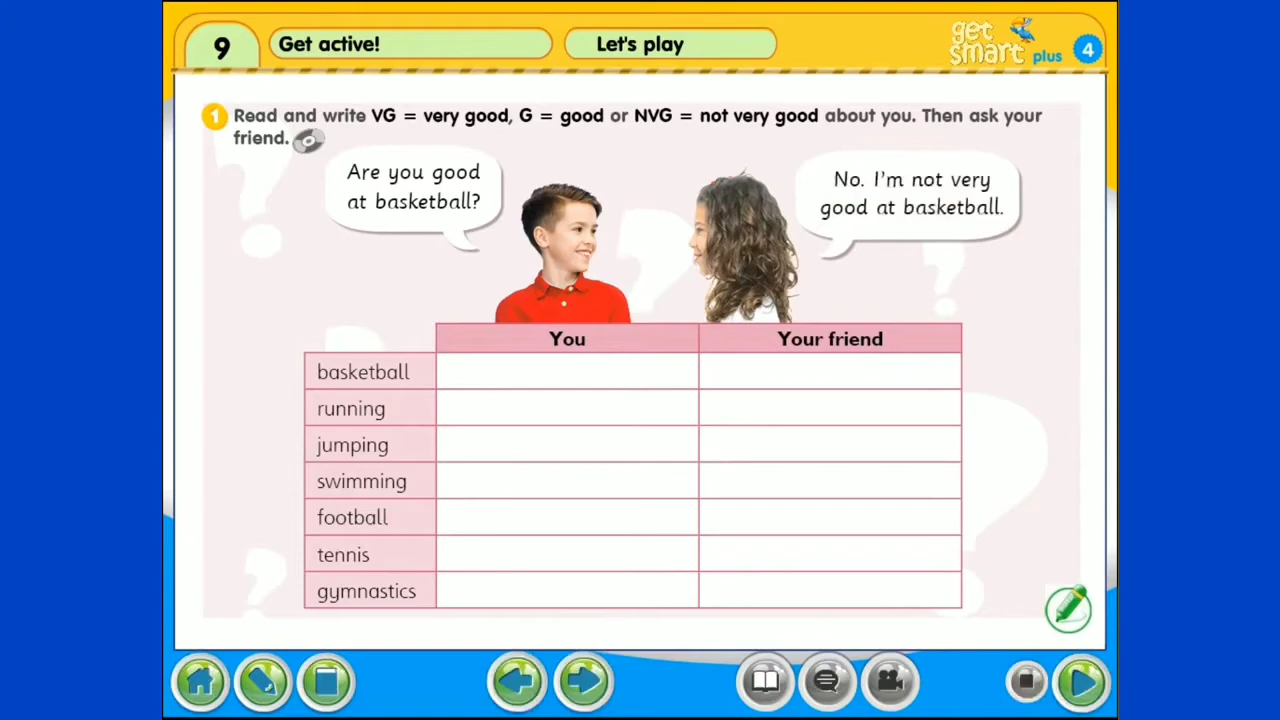 9
Get active!
Let's play
get
smart plus 4
1 Read and write VG = very good, G = good or NVG = not very good about you. Then ask your
friend.
Are you good
at basketball?
No. I'm not very
good at basketball.
You Your friend
basketball
running
jumping
swimming
football
tennis
gymnastics